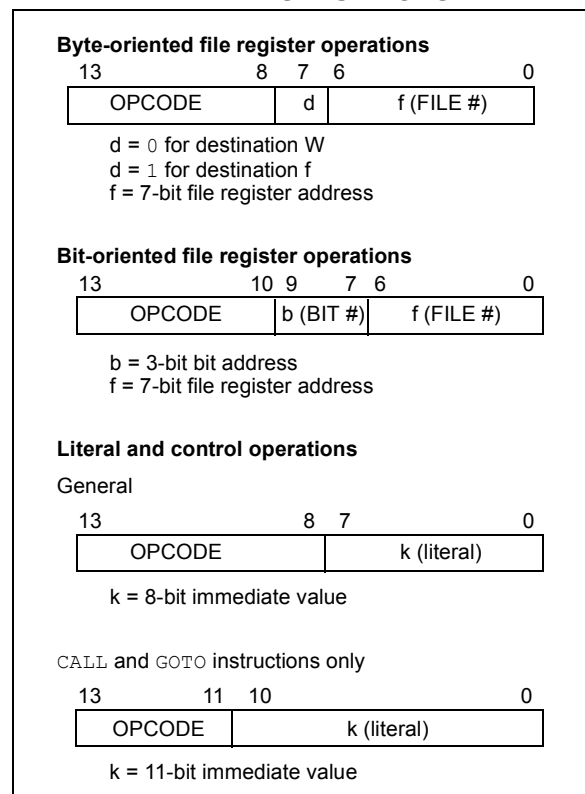 Byte-oriented file register operations
13 8 7 6 0
OPCODE d f (FILE #)
d = 0 for destination W
d = 1 for destination f
f = 7-bit file register address
Bit-oriented file register operations
13 10 9 7 6 0
OPCODE b (BIT #) f (FILE #)
b = 3-bit bit address
f = 7-bit file register address
Literal and control operations
General
13 8 7 0
OPCODE k (literal)
k = 8-bit immediate value
CALL and GOTO instructions only
13 11 10 0
OPCODE k (literal)
k = 11-bit immediate value